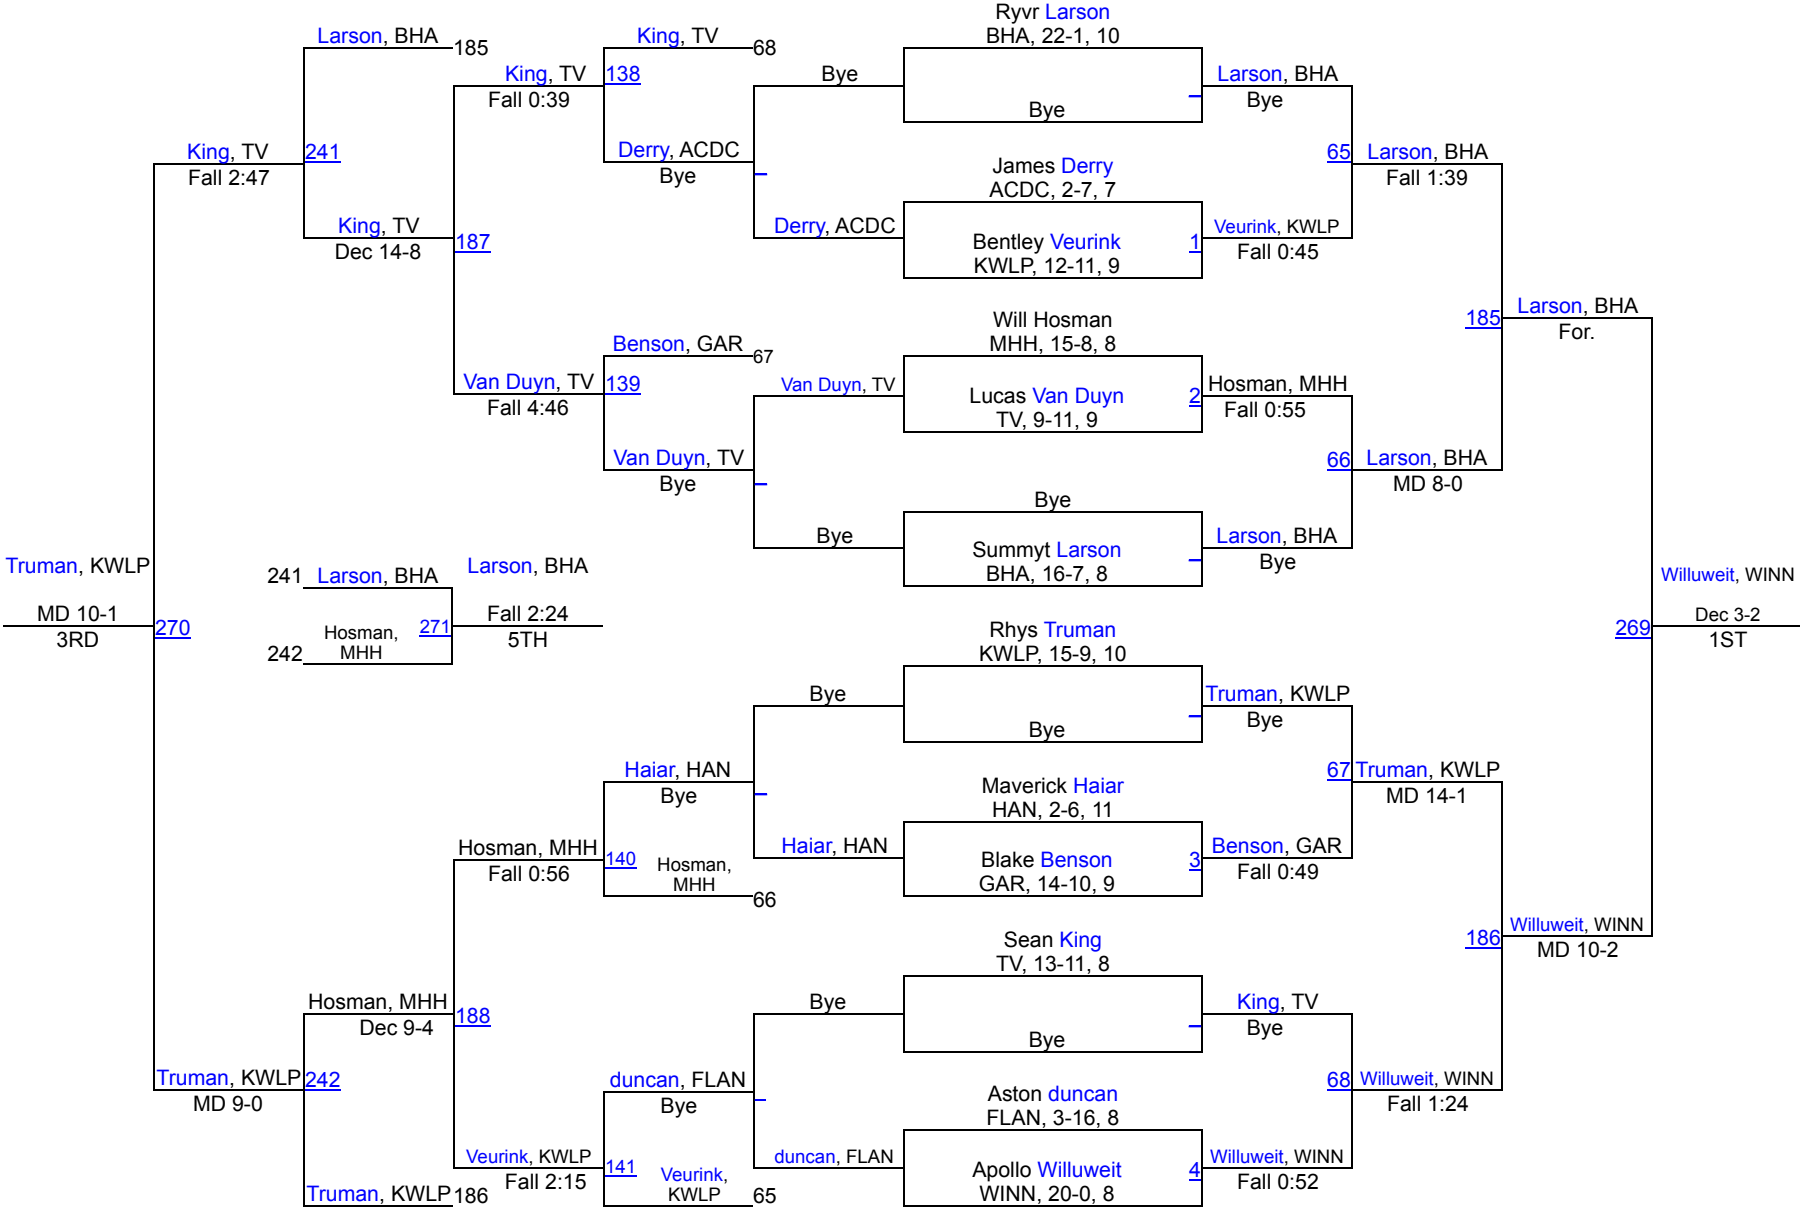 Ryvr Larson
BHA, 22-1, 10
Larson, BHA
185
King, TV
68
King, TV
138
Fall 0:39
Bye
Larson, BHA
Bye
Bye
King, TV
241
Fall 2:47
Derry, ACDC
Bye
James Derry
ACDC, 2-7, 7
65
Larson, BHA
Fall 1:39
King, TV
187
Dec 14-8
Derry, ACDC
Bentley Veurink
1
KWLP, 12-11, 9
Veurink, KWLP
Fall 0:45
185
Larson, BHA
For.
Will Hosman
MHH, 15-8, 8
Benson, GAR
67
Van Duyn, TV
139
Fall 4:46
Van Duyn, TV
Lucas Van Duyn
2
TV, 9-11, 9
Hosman, MHH
Fall 0:55
Van Duyn, TV
Bye
66
Larson, BHA
MD 8-0
Bye
Bye
Summyt Larson
BHA, 16-7, 8
Larson, BHA
Bye
Truman, KWLP
MD 10-1
3RD
270
241
Larson, BHA
Larson, BHA
Hosman,
MHH
242
271
Fall 2:24
5TH
269
Willuweit, WINN
Dec 3-2
1ST
Rhys Truman
KWLP, 15-9, 10
Bye
Bye
Truman, KWLP
Bye
Haiar, HAN
Bye
Maverick Haiar
HAN, 2-6, 11
67
Truman, KWLP
MD 14-1
Hosman, MHH
140
Fall 0:56
Hosman,
MHH
66
Haiar, HAN
Blake Benson
3
GAR, 14-10, 9
Benson, GAR
Fall 0:49
186
Willuweit, WINN
MD 10-2
Sean King
TV, 13-11, 8
Hosman, MHH
188
Dec 9-4
Bye
Bye
King, TV
Bye
Truman, KWLP
242
MD 9-0
duncan, FLAN
Bye
Aston duncan
FLAN, 3-16, 8
68
Willuweit, WINN
Fall 1:24
Veurink, KWLP
141
Fall 2:15
Veurink,
KWLP
65
duncan, FLAN
Apollo Willuweit
4
WINN, 20-0, 8
Willuweit, WINN
Fall 0:52
Truman, KWLP
186